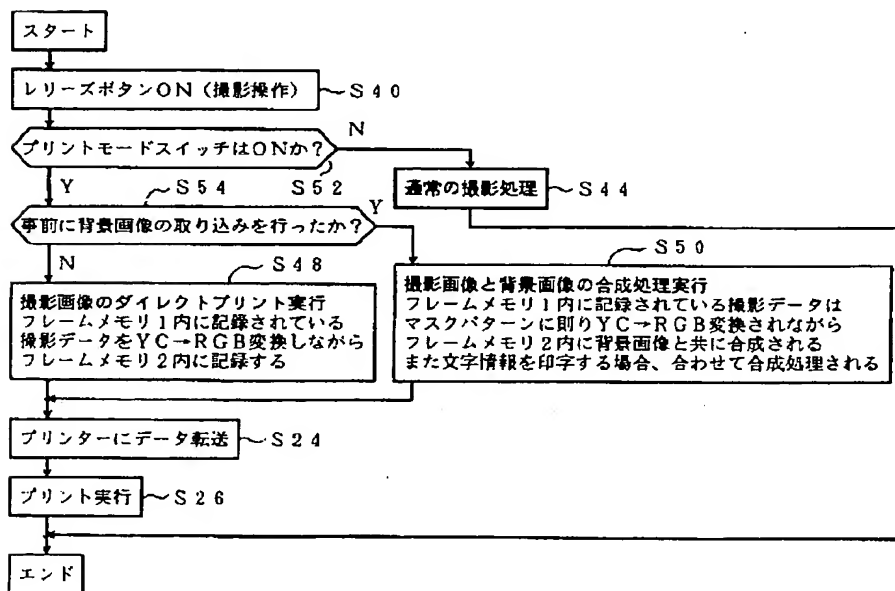 スタート
レリーズボタンON（撮影操作）
S40
プリントモードスイッチはONか？
N
S52
Y
S54
通常の撮影処理
S44
事前に背景画像の取り込みを行ったか？
Y
N
S48
撮影画像のダイレクトプリント実行
フレームメモリ1内に記録されている
撮影データをYC→RGB変換しながら
フレームメモリ2内に記録する
S50
撮影画像と背景画像の合成処理実行
フレームメモリ1内に記録されている撮影データは
マスクパターンに則りYC→RGB変換されながら
フレームメモリ2内に背景画像と共に合成される
また文字情報を印字する場合、合わせて合成処理される
プリンターにデータ転送
S24
プリント実行
S26
エンド